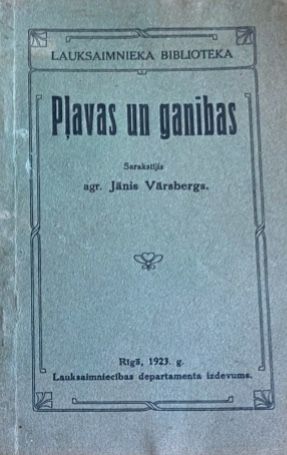 LAUKSAIMNIEKA BIBLIOTEKA
Pļavas un ganibas
Sarakstījis
agr. Jānis Vārsbergs.
Rīgā, 1923. g.
Lauksaimniecības departamenta izdevums.